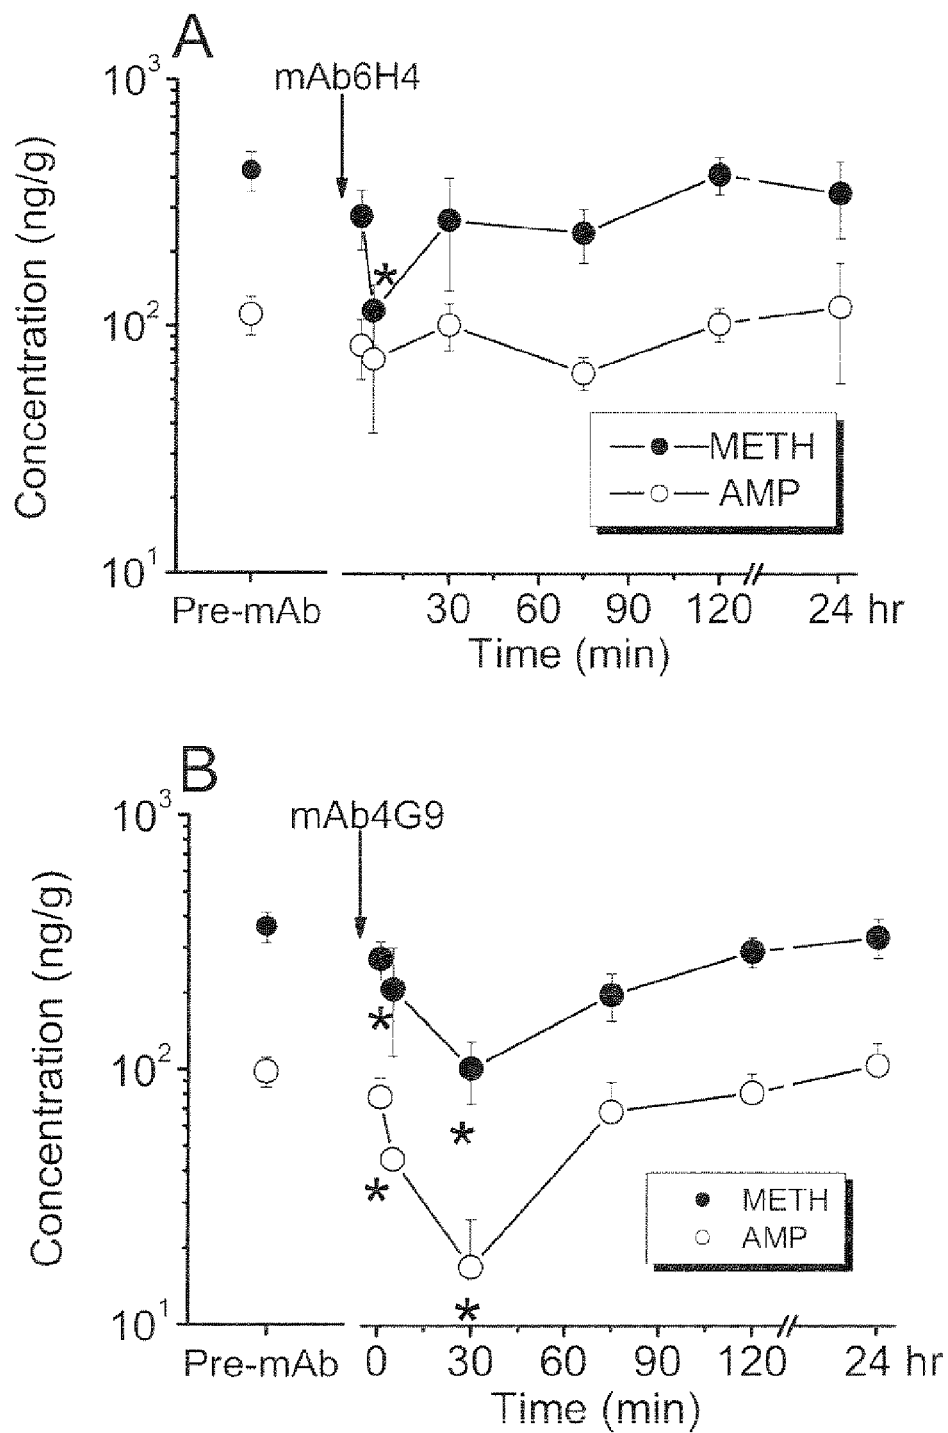 A
mAb6H4
10³
10²
10¹
Concentration (ng/g)
*
METH
AMP
Pre-mAb 30 60 90 120 24 hr
Time (min)
B
mAb4G9
10³
10²
10¹
Concentration (ng/g)
*
*
*
*
METH
AMP
Pre-mAb 0 30 60 90 120 24 hr
Time (min)